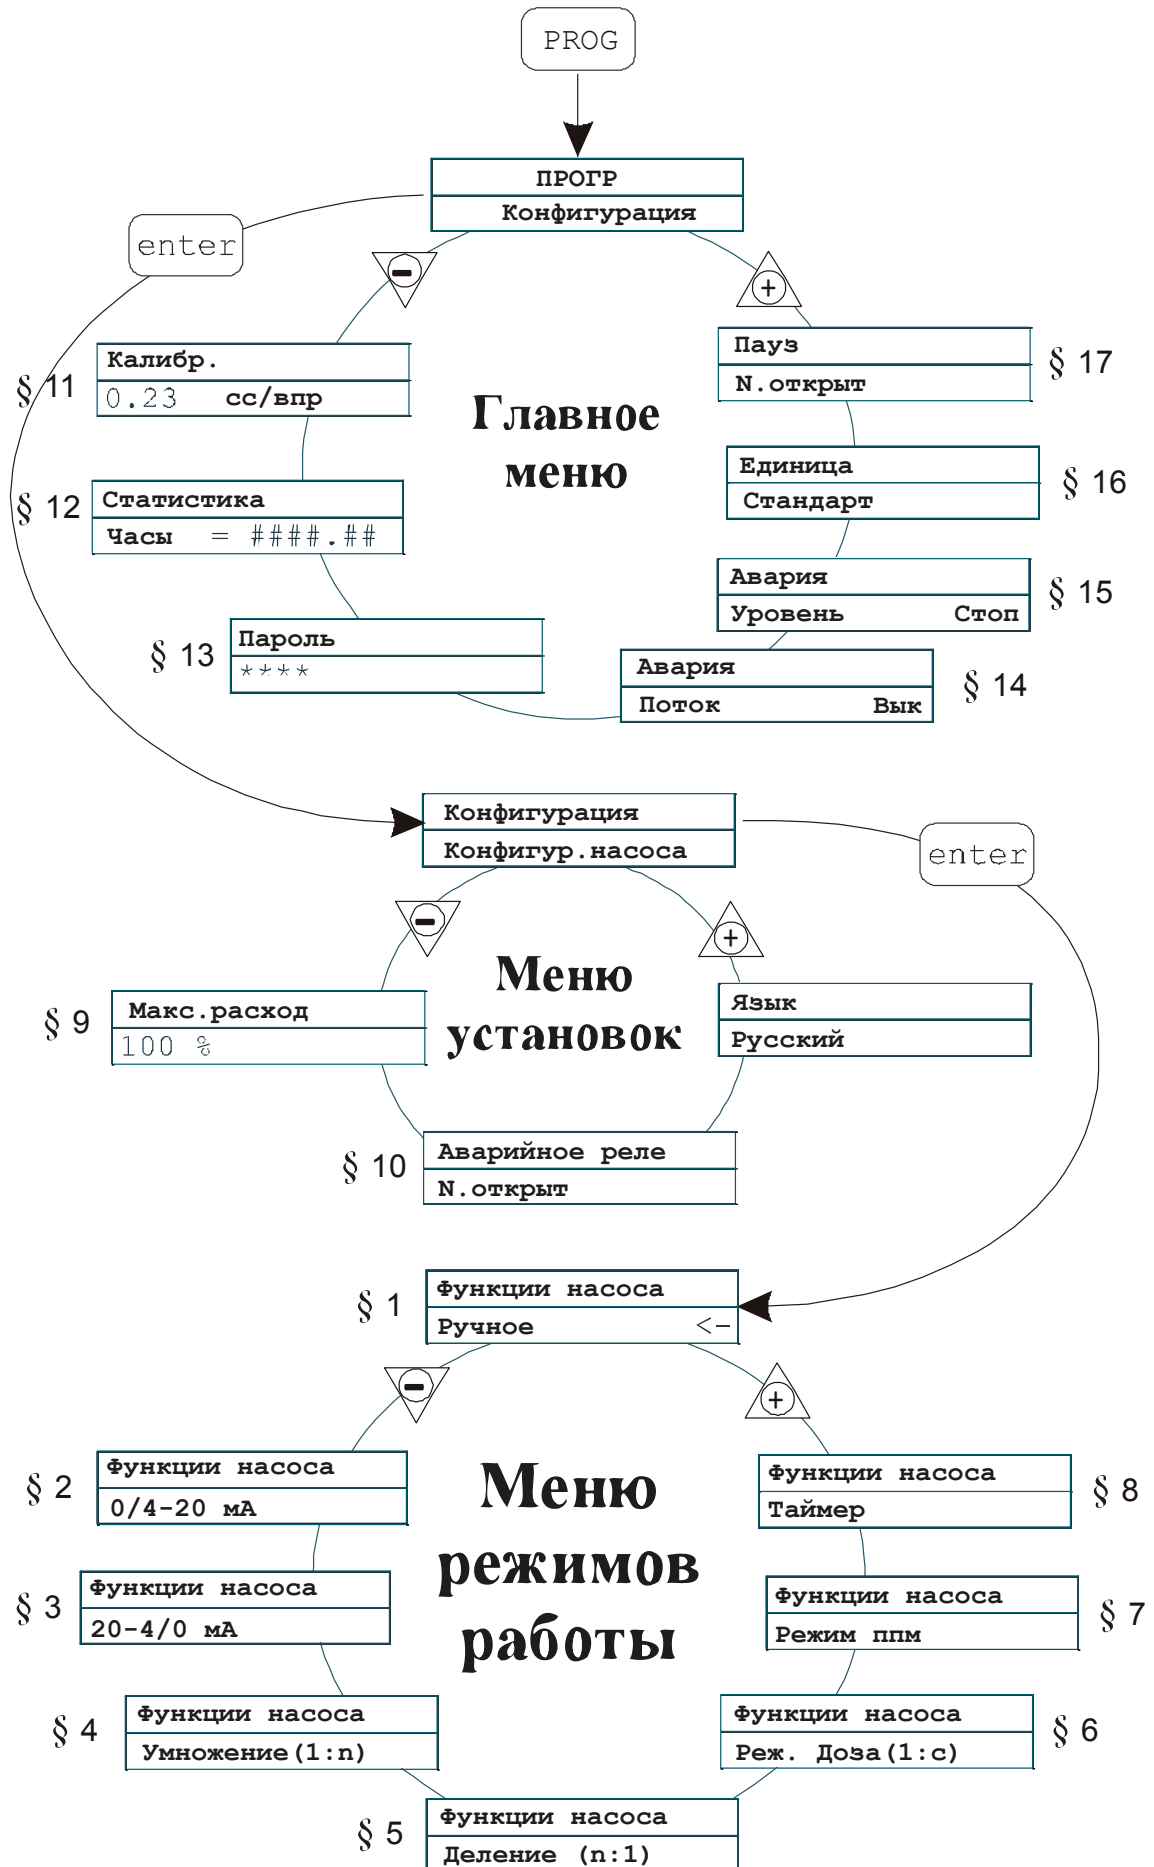 PROG
ПРОГР
Конфигурация
enter
−
+
Калибр.
0.23 сс/впр
§ 11
Пауз
N.открыт
§ 17
Главное
меню
Статистика
Часы = ####.##
§ 12
Единица
Стандарт
§ 16
Авария
Уровень Стоп
§ 15
Пароль
****
§ 13
Авария
Поток Вык
§ 14
Конфигурация
Конфигур.насоса
enter
−
+
Меню
установок
§ 9
Макс.расход
100 %
Язык
Русский
§ 10
Аварийное реле
N.открыт
§ 1
Функции насоса
Ручное <-
−
+
Меню
режимов
работы
§ 2
Функции насоса
0/4-20 мА
§ 8
Функции насоса
Таймер
§ 3
Функции насоса
20-4/0 мА
§ 7
Функции насоса
Режим ппм
§ 4
Функции насоса
Умножение(1:n)
§ 6
Функции насоса
Реж. Доза(1:с)
§ 5
Функции насоса
Деление (n:1)